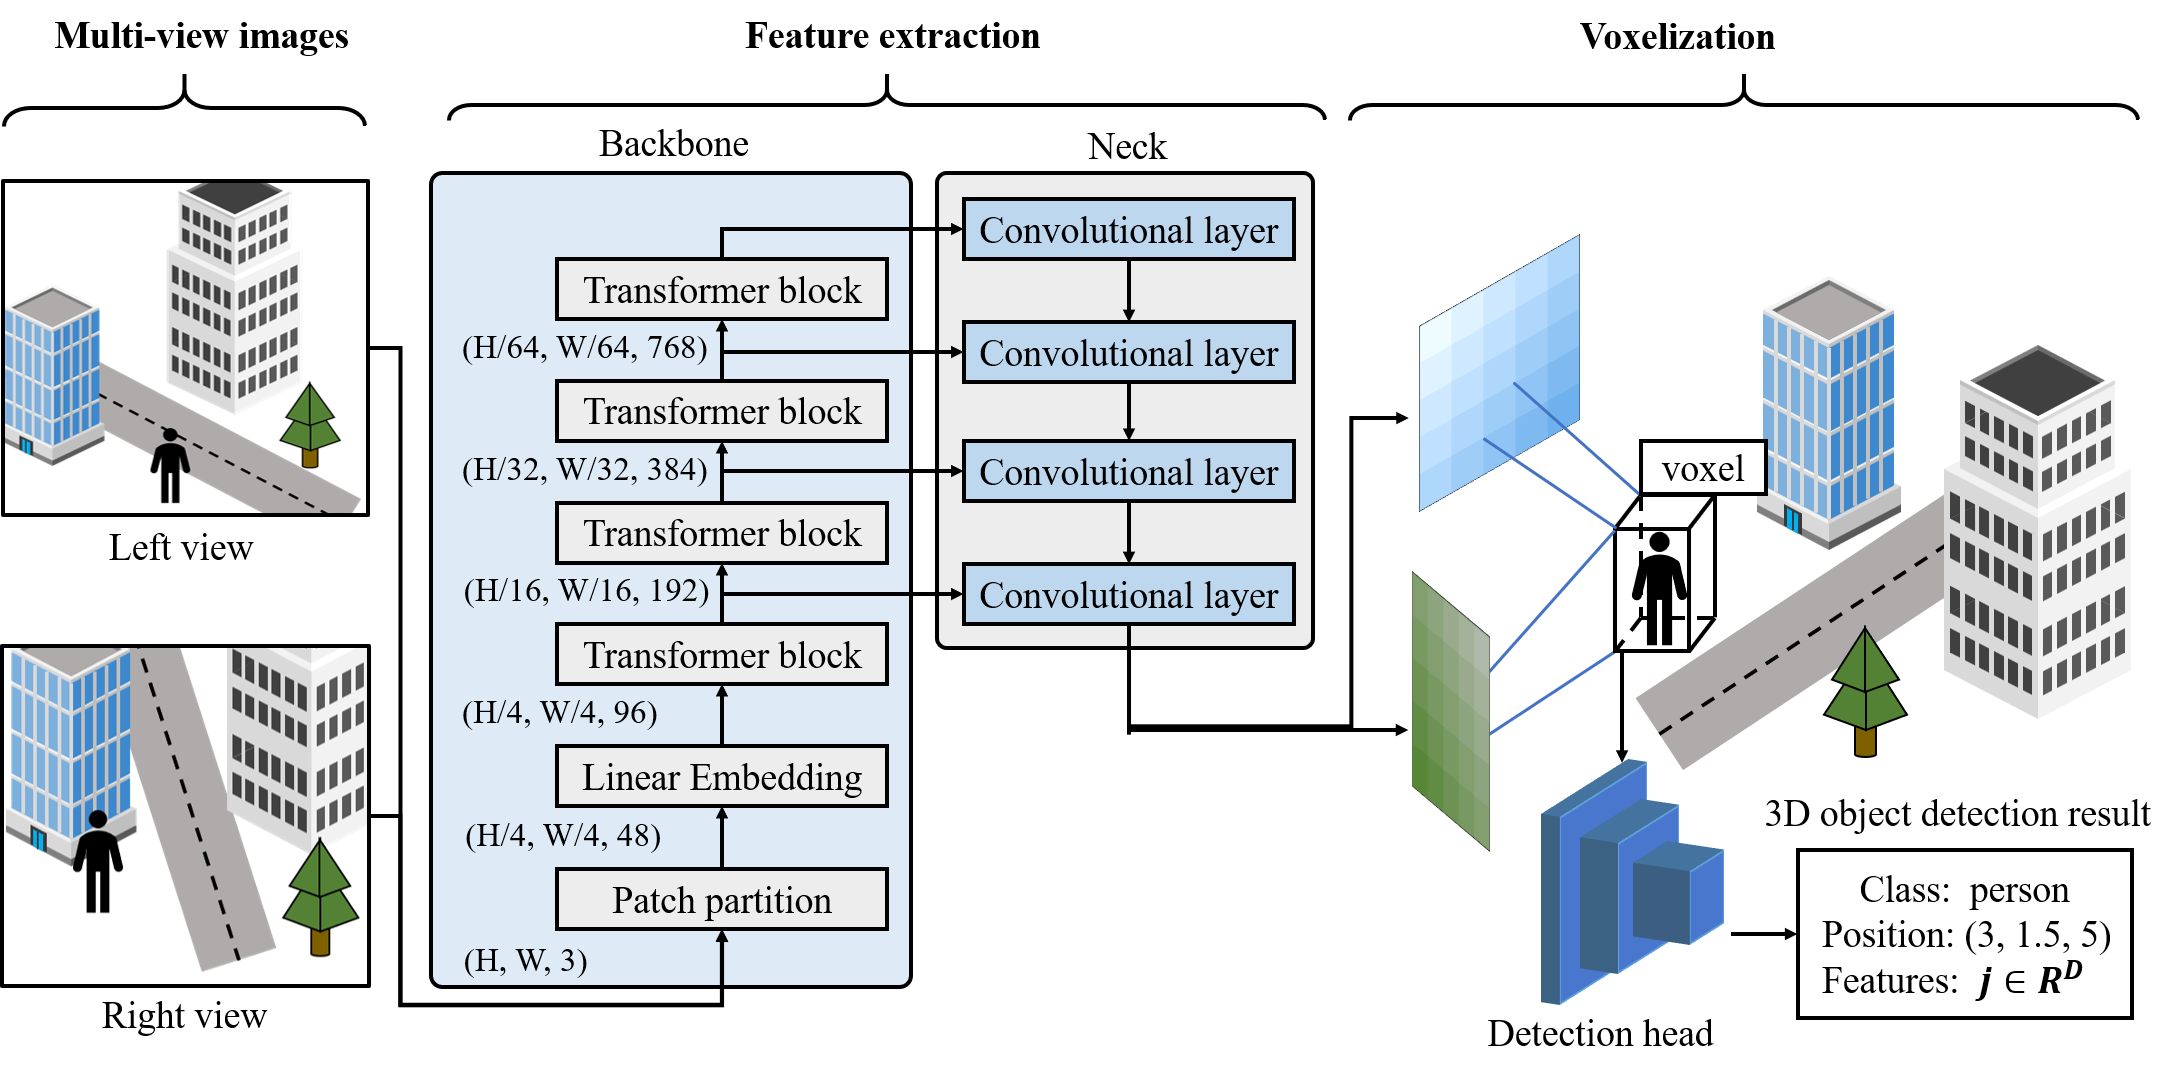 Multi-view images
Feature extraction
Voxelization
Backbone
Neck
Left view
Right view
Convolutional layer
Transformer block
(H/64, W/64, 768)
Convolutional layer
Transformer block
(H/32, W/32, 384)
Convolutional layer
Transformer block
(H/16, W/16, 192)
Convolutional layer
Transformer block
(H/4, W/4, 96)
Linear Embedding
(H/4, W/4, 48)
Patch partition
(H, W, 3)
voxel
Detection head
3D object detection result
Class: person
Position: (3, 1.5, 5)
Features: j ∈ R^D